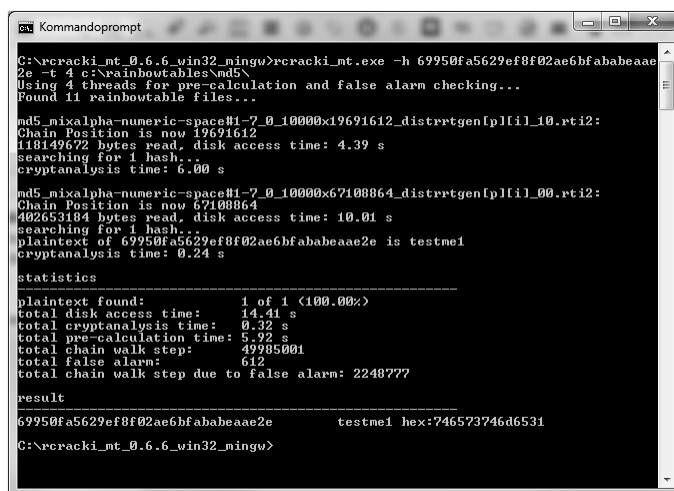 Kommandoprompt
C:\rcracki_mt_0.6.6_win32_mingw>rcracki_mt.exe -h 69950fa5629ef8f02ae6bfababeaae
2e -t 4 c:\rainbowtables\md5\
Using 4 threads for pre-calculation and false alarm checking...
Found 11 rainbowtable files...
md5_mixalpha-numeric-space#1-7_0_10000x19691612_distrrtgen[p][i]_10.rti2:
Chain Position is now 19691612
118149672 bytes read, disk access time: 4.39 s
searching for 1 hash...
cryptanalysis time: 6.00 s
md5_mixalpha-numeric-space#1-7_0_10000x67108864_distrrtgen[p][i]_00.rti2:
Chain Position is now 67108864
402653184 bytes read, disk access time: 10.01 s
searching for 1 hash...
plaintext of 69950fa5629ef8f02ae6bfababeaae2e is testme1
cryptanalysis time: 0.24 s
statistics
-------------------------------------------------------
plaintext found: 1 of 1 (100.00%)
total disk access time: 14.41 s
total cryptanalysis time: 0.32 s
total pre-calculation time: 5.92 s
total chain walk step: 49985001
total false alarm: 612
total chain walk step due to false alarm: 2248777
result
-------------------------------------------------------
69950fa5629ef8f02ae6bfababeaae2e testme1 hex:746573746d6531
C:\rcracki_mt_0.6.6_win32_mingw>